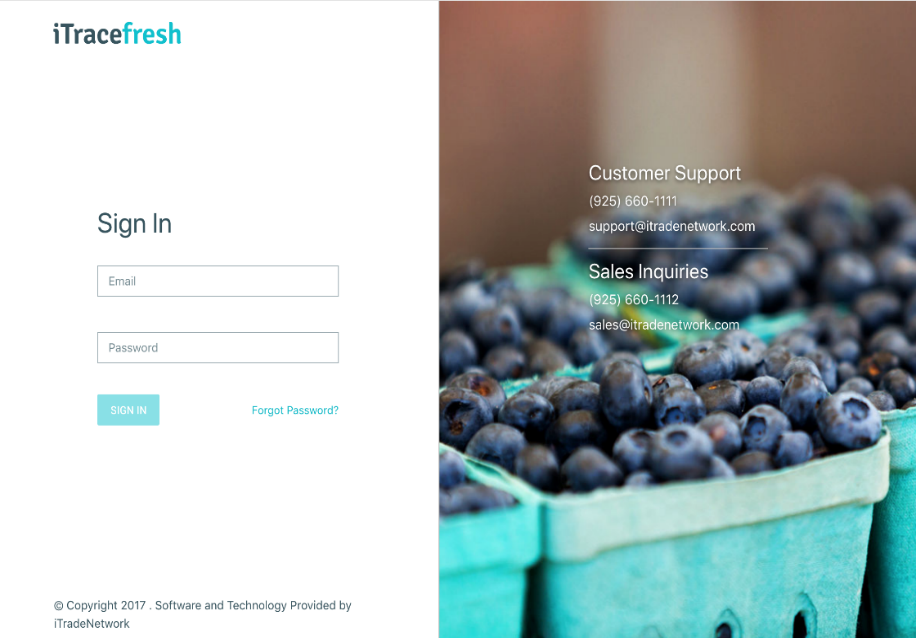 iTracefresh
Sign In
Email
Password
SIGN IN
Forgot Password?
© Copyright 2017 . Software and Technology Provided by
iTradeNetwork
Customer Support
(925) 660-1111
support@itradenetwork.com
Sales Inquiries
(925) 660-1112
sales@itradenetwork.com